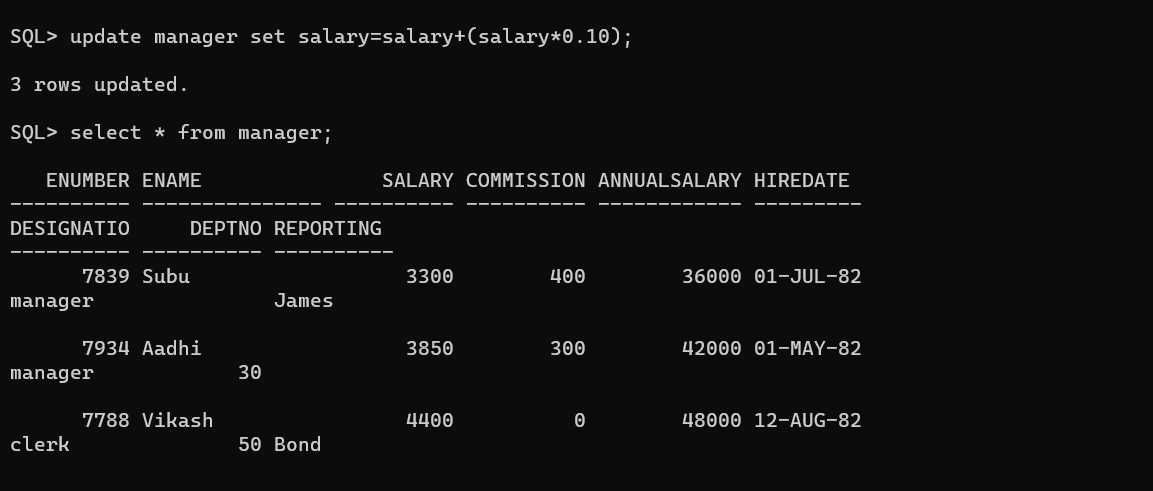 SQL> update manager set salary=salary+(salary*0.10);
3 rows updated.
SQL> select * from manager;
   ENUMBER ENAME               SALARY COMMISSION ANNUALSALARY HIREDATE
---------- --------------- ---------- ---------- ------------ ---------
DESIGNATIO     DEPTNO REPORTING
---------- ---------- ----------
      7839 Subu                  3300        400        36000 01-JUL-82
manager               James
      7934 Aadhi                 3850        300        42000 01-MAY-82
manager            30
      7788 Vikash                4400          0        48000 12-AUG-82
clerk              50 Bond